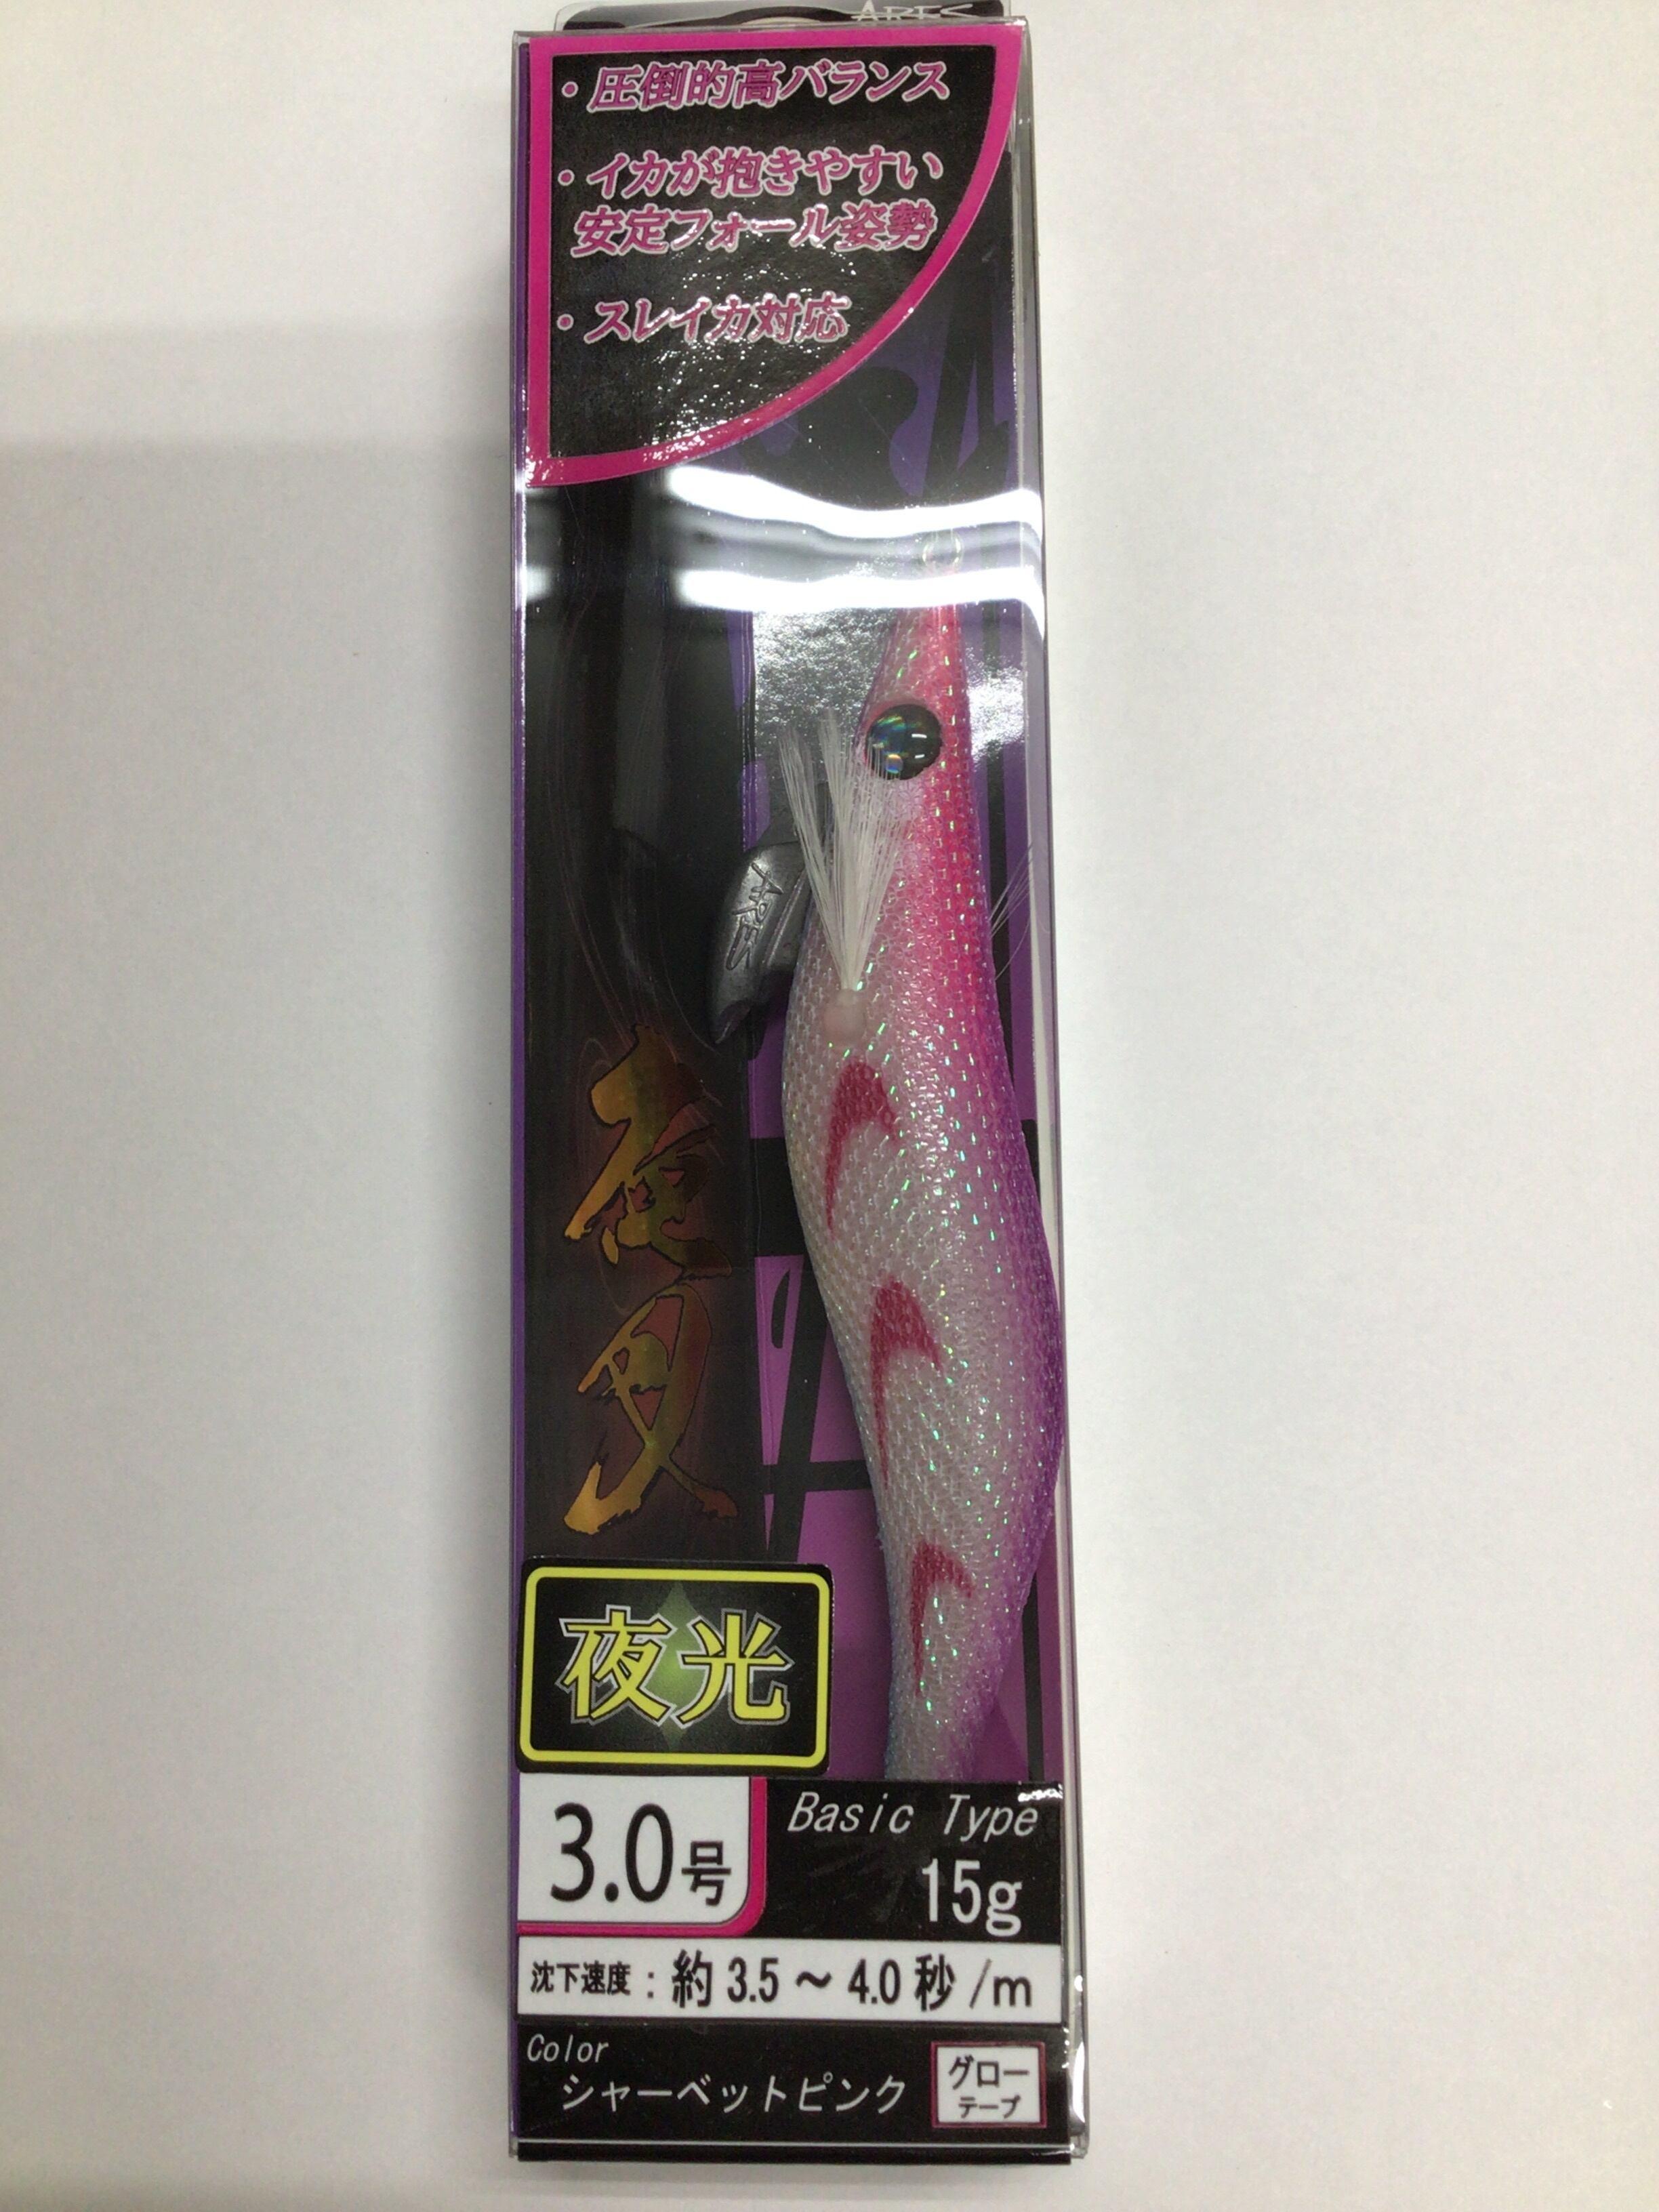 ARES
・圧倒的高バランス
・イカが抱きやすい
安定フォール姿勢
・スレイカ対応
ARES
夜光
3.0号
Basic Type
15g
沈下速度：約3.5～4.0秒/m
Color
シャーベットピンク
グロー
テープ